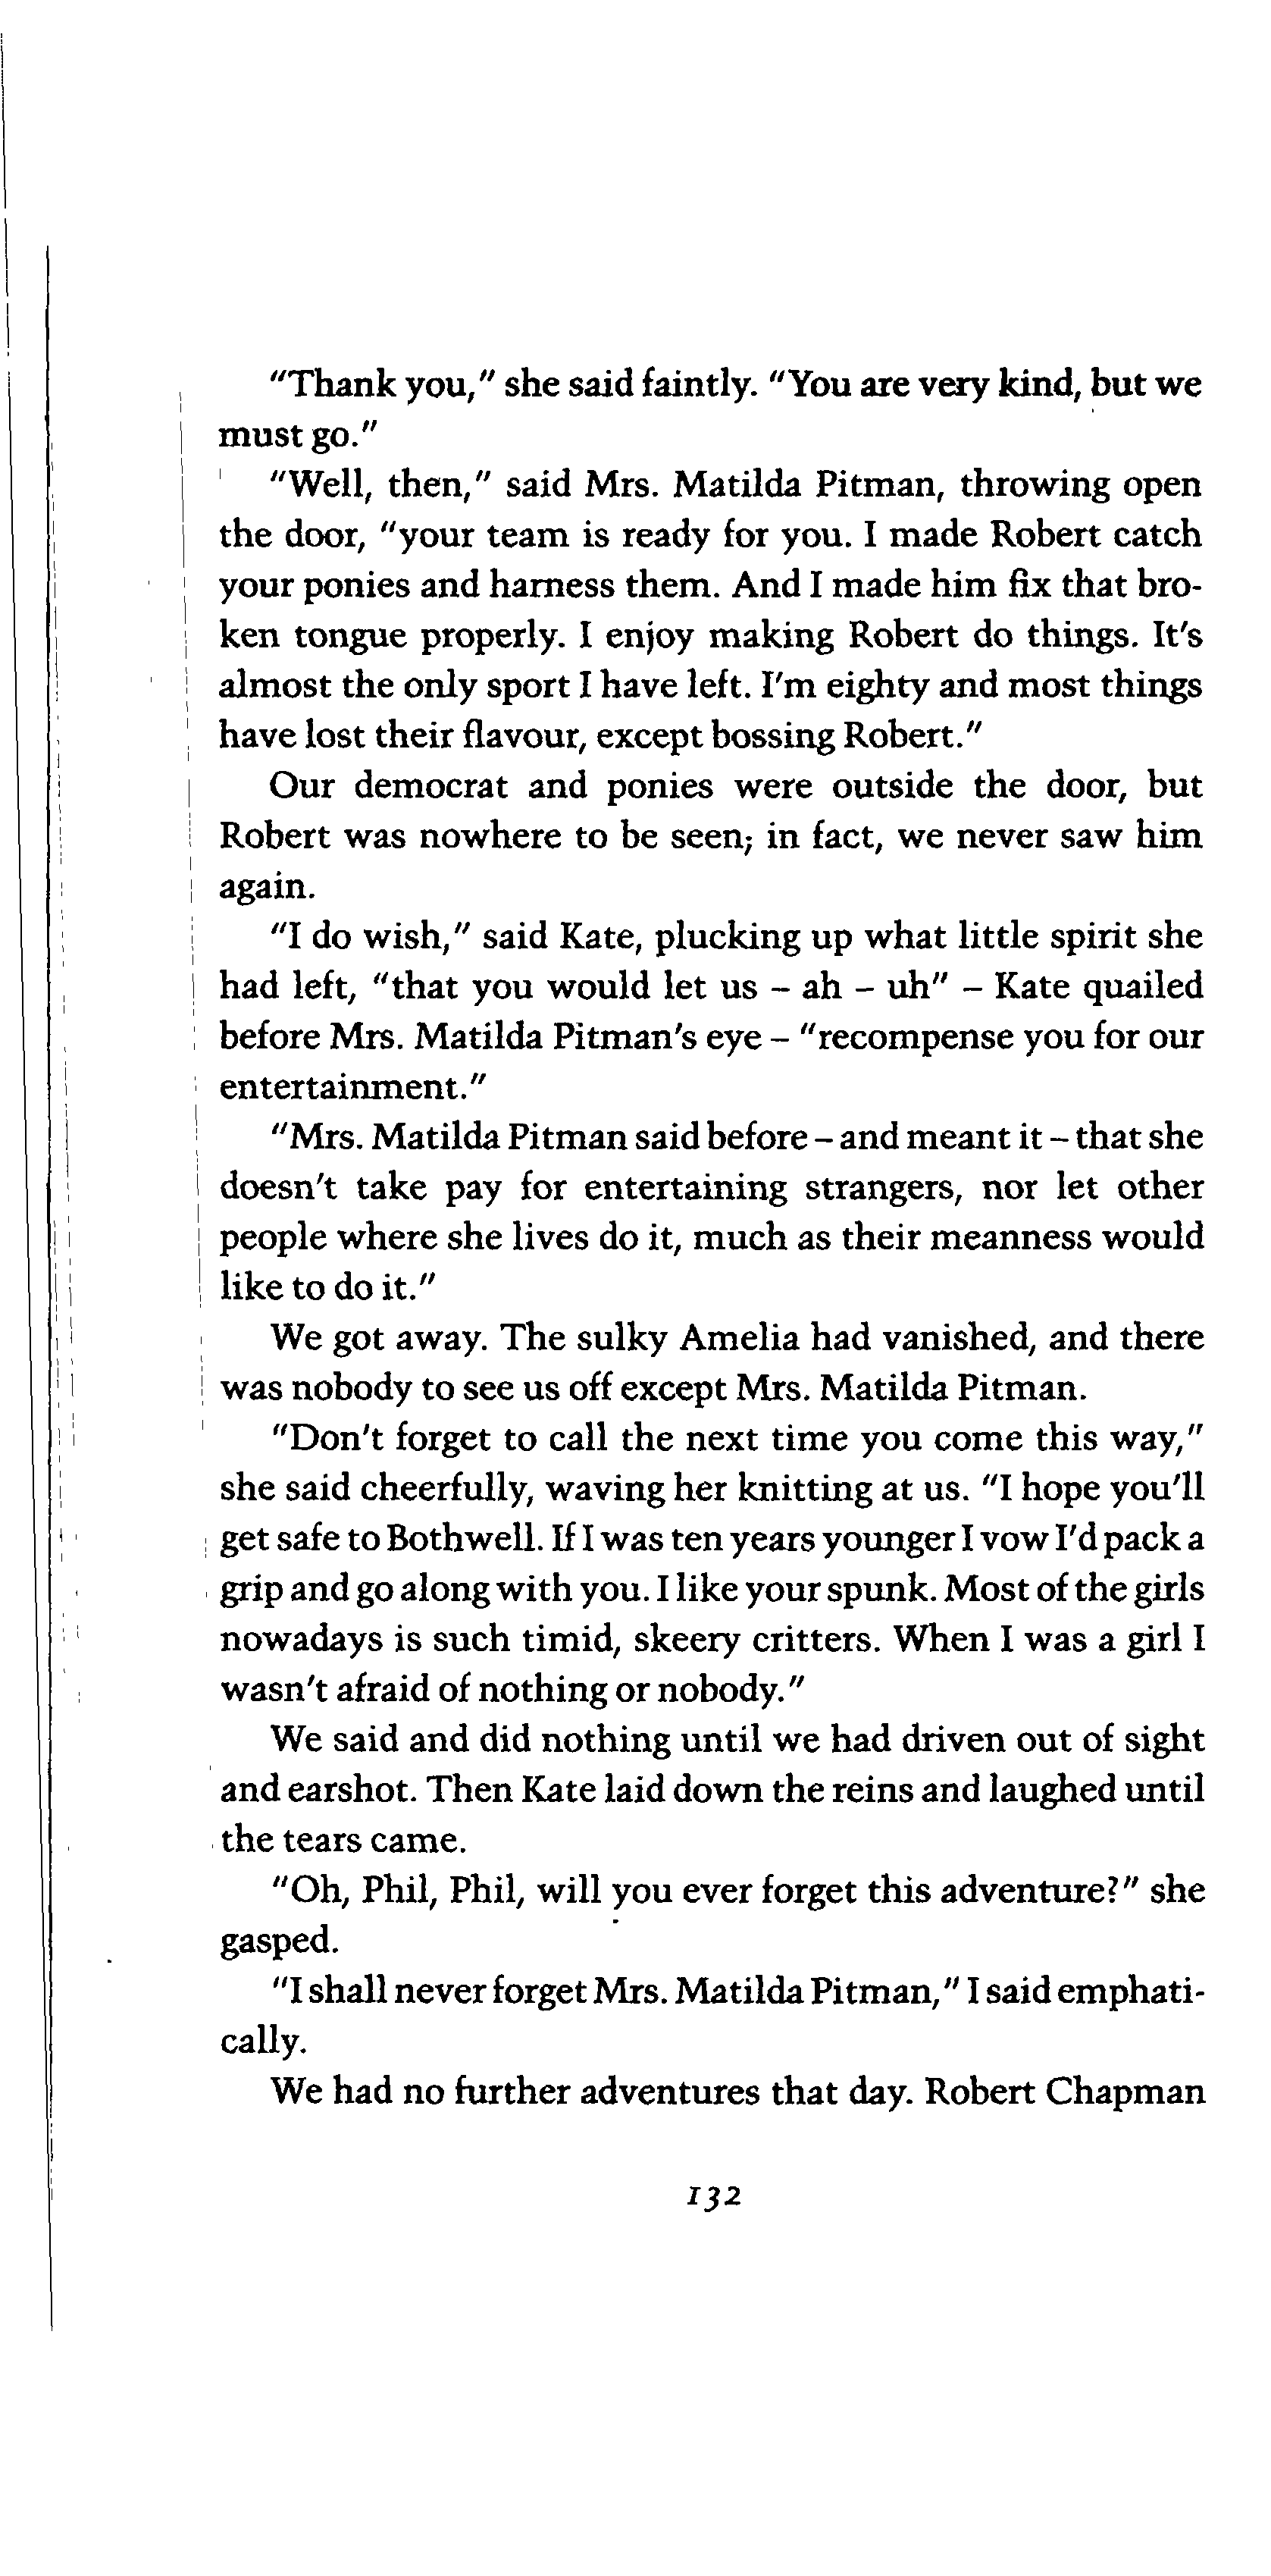 "Thank you," she said faintly. "You are very kind, but we
must go."
"Well, then," said Mrs. Matilda Pitman, throwing open
the door, "your team is ready for you. I made Robert catch
your ponies and harness them. And I made him fix that bro-
ken tongue properly. I enjoy making Robert do things. It's
almost the only sport I have left. I'm eighty and most things
have lost their flavour, except bossing Robert."
Our democrat and ponies were outside the door, but
Robert was nowhere to be seen; in fact, we never saw him
again.
"I do wish," said Kate, plucking up what little spirit she
had left, "that you would let us – ah – uh" – Kate quailed
before Mrs. Matilda Pitman's eye – "recompense you for our
entertainment."
"Mrs. Matilda Pitman said before – and meant it – that she
doesn't take pay for entertaining strangers, nor let other
people where she lives do it, much as their meanness would
like to do it."
We got away. The sulky Amelia had vanished, and there
was nobody to see us off except Mrs. Matilda Pitman.
"Don't forget to call the next time you come this way,"
she said cheerfully, waving her knitting at us. "I hope you'll
get safe to Bothwell. If I was ten years younger I vow I'd pack a
grip and go along with you. I like your spunk. Most of the girls
nowadays is such timid, skeery critters. When I was a girl I
wasn't afraid of nothing or nobody."
We said and did nothing until we had driven out of sight
and earshot. Then Kate laid down the reins and laughed until
the tears came.
"Oh, Phil, Phil, will you ever forget this adventure?" she
gasped.
"I shall never forget Mrs. Matilda Pitman," I said emphati-
cally.
We had no further adventures that day. Robert Chapman
132